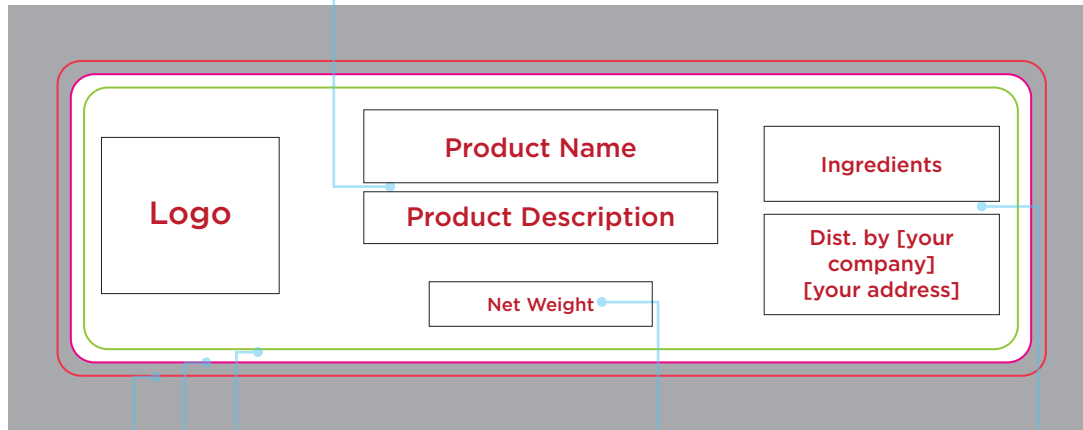 Logo
Product Name
Product Description
Net Weight
Ingredients
Dist. by [your
company]
[your address]